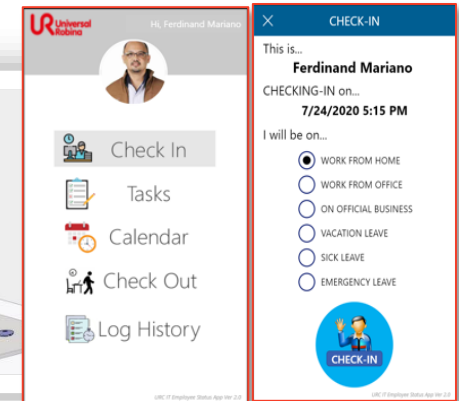 Universal
Robina
Hi, Ferdinand Mariano
Check In
Tasks
Calendar
Check Out
Log History
URC IT Employee Status App Ver 2.0
CHECK-IN
This is...
Ferdinand Mariano
CHECKING-IN on...
7/24/2020 5:15 PM
I will be on...
WORK FROM HOME
WORK FROM OFFICE
ON OFFICIAL BUSINESS
VACATION LEAVE
SICK LEAVE
EMERGENCY LEAVE
CHECK-IN
URC IT Employee Status App Ver 2.0